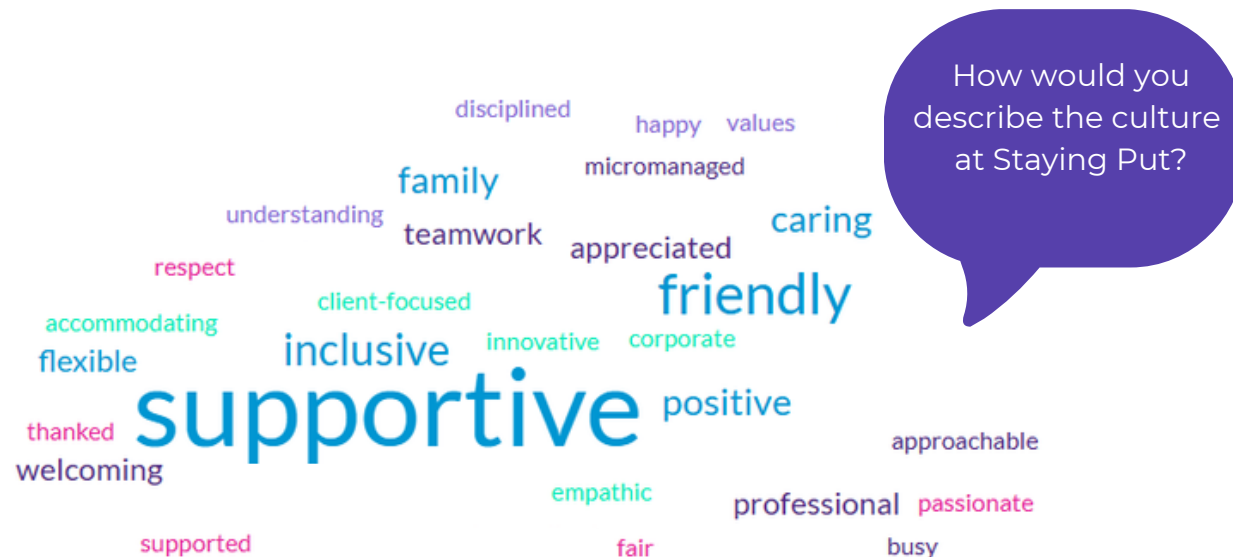 How would you
describe the culture
at Staying Put?
disciplined
happy values
micromanaged
family
understanding
caring
teamwork
appreciated
respect
friendly
client-focused
accommodating
innovative corporate
inclusive
flexible
supportive
positive
thanked
approachable
welcoming
empathic
professional passionate
supported
fair
busy